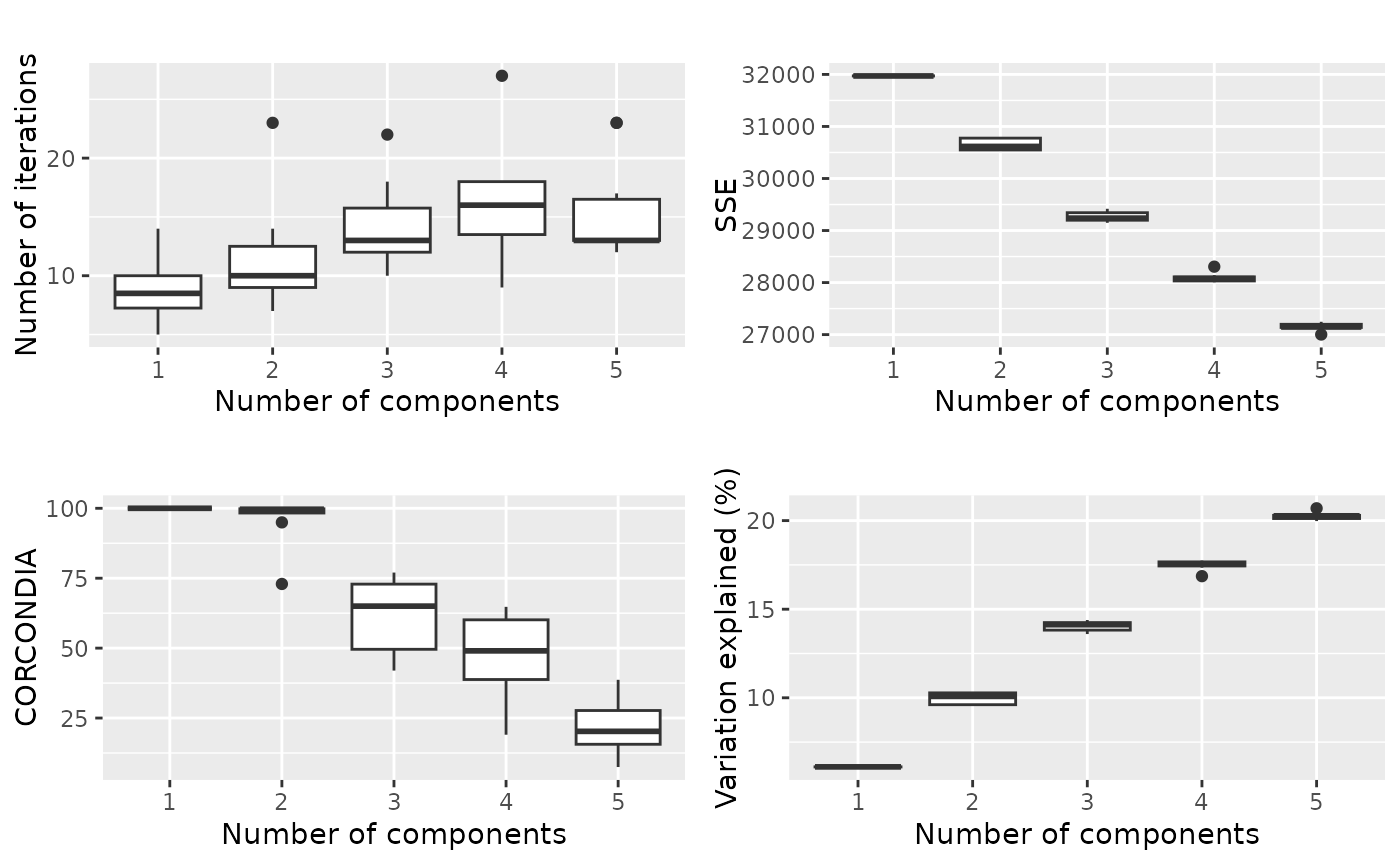 Number of iterations
20
10
1 2 3 4 5
Number of components
SSE
32000
31000
30000
29000
28000
27000
1 2 3 4 5
Number of components
CORCONDIA
100
75
50
25
1 2 3 4 5
Number of components
Variation explained (%)
20
15
10
1 2 3 4 5
Number of components